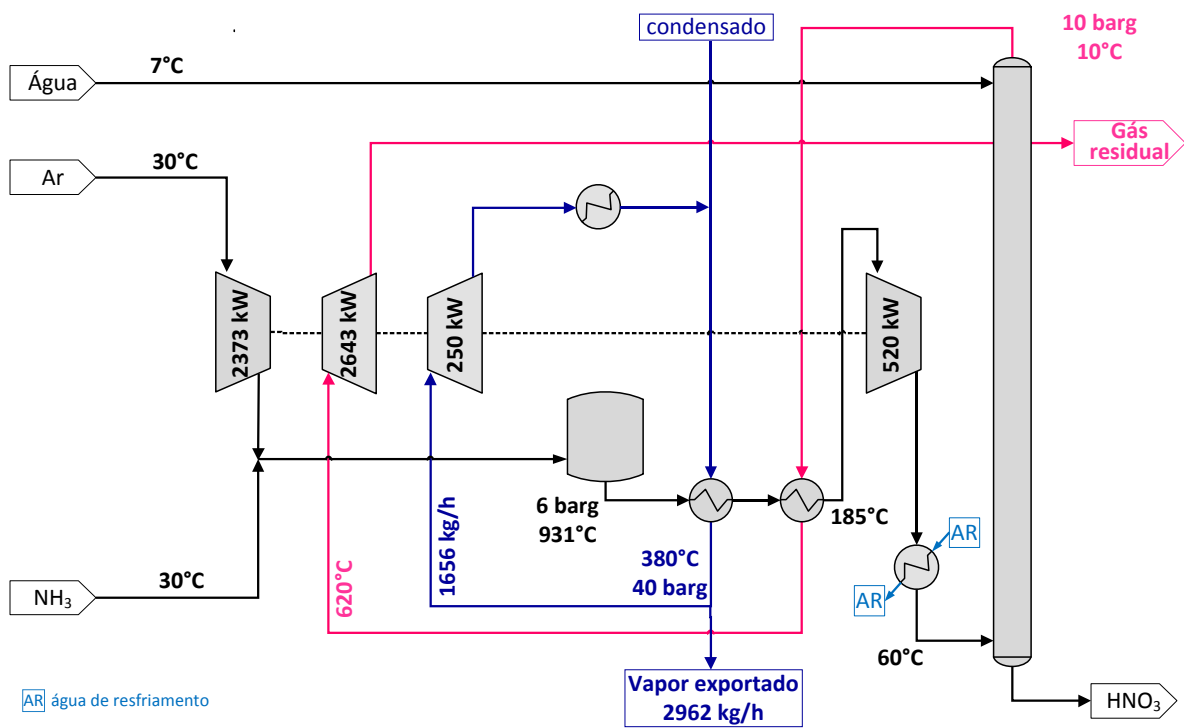 condensado
10 barg
10°C
7°C
Água
Gás
residual
30°C
Ar
2373 kW
2643 kW
250 kW
520 kW
6 barg
931°C
185°C
1656 kg/h
380°C
40 barg
620°C
AR
AR
30°C
NH₃
60°C
Vapor exportado
2962 kg/h
AR água de resfriamento
HNO₃